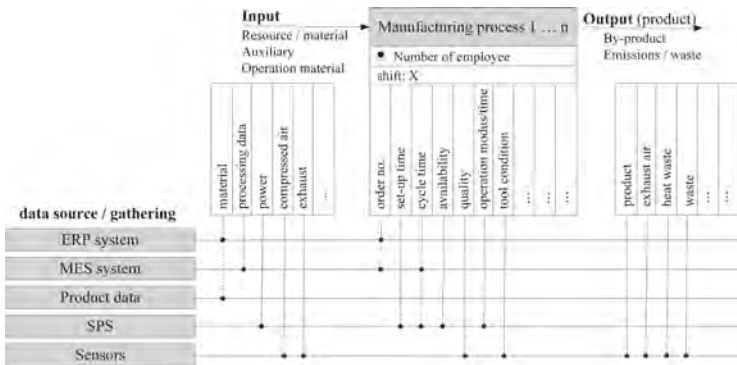 Input
Resource / material
Auxiliary
Operation material
Manufacturing process 1 ... n
Number of employee
shift: X
Output (product)
By-product
Emissions / waste
material
processing data
power
compressed air
exhaust
...
order no.
set-up time
cycle time
availability
quality
operation modus/time
tool condition
...
...
...
product
exhaust air
heat waste
waste
...
...
data source / gathering
ERP system
MES system
Product data
SPS
Sensors